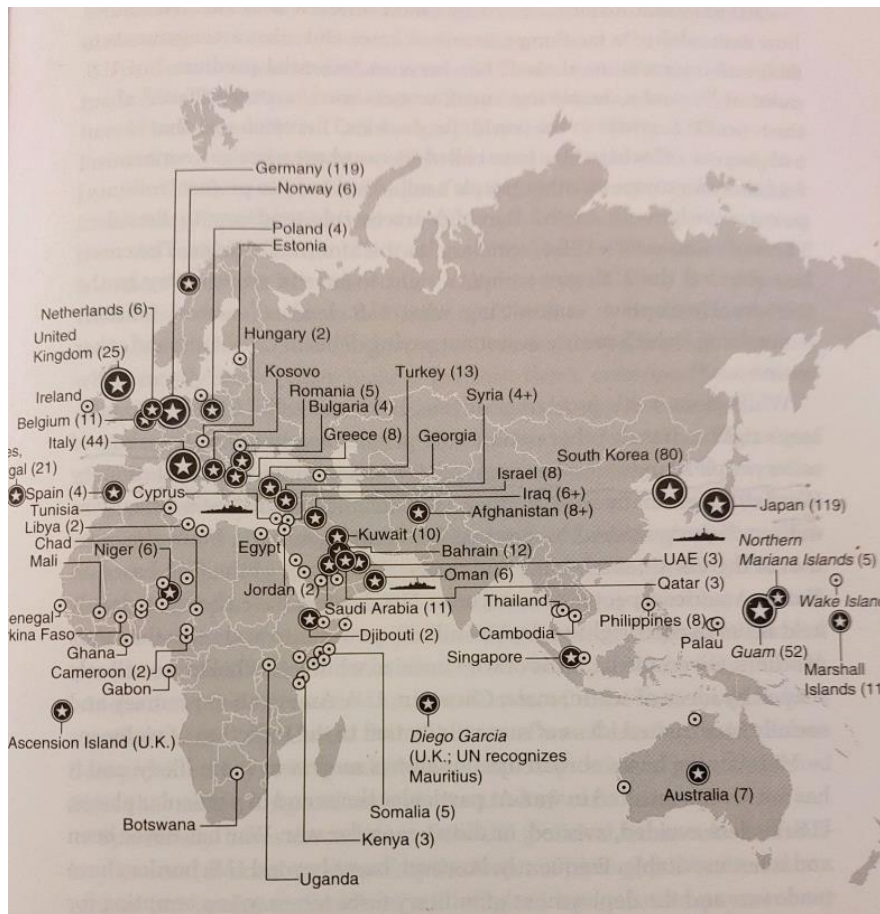 Germany (119)
Norway (6)
Poland (4)
Estonia
Netherlands (6)
United
Kingdom (25)
Hungary (2)
Kosovo
Turkey (13)
Romania (5)
Syria (4+)
Ireland
Bulgaria (4)
Belgium (11)
Greece (8)
Georgia
Italy (44)
South Korea (80)
es,
gal (21)
Israel (8)
Spain (4)
Cyprus
Iraq (6+)
Japan (119)
Tunisia
Afghanistan (8+)
Libya (2)
Kuwait (10)
Northern
Mariana Islands (5)
Chad
Egypt
Bahrain (12)
Niger (6)
UAE (3)
Mali
Oman (6)
Jordan (2)
Qatar (3)
Wake Island
Saudi Arabia (11)
Thailand
enegal
Philippines (8)
kina Faso
Djibouti (2)
Cambodia
Palau
Ghana
Singapore
Guam (52)
Cameroon (2)
Marshall
Islands (11
Gabon
Ascension Island (U.K.)
Diego Garcia
(U.K.; UN recognizes
Mauritius)
Australia (7)
Somalia (5)
Botswana
Kenya (3)
Uganda